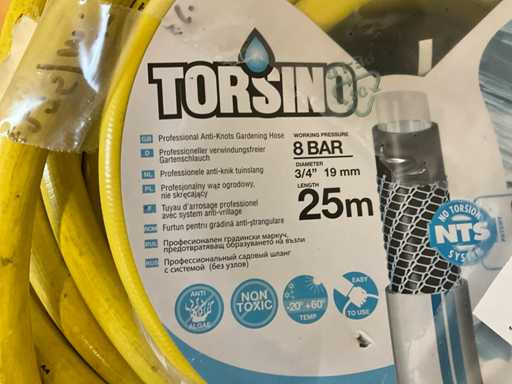 TORSINO
GB Professional Anti-Knots Gardening Hose
D Professioneller verwindungsfreier
Gartenschlauch
NL Professionele anti-knik tuinslang
PL Profesjonalny wąż ogrodowy,
nie skręcający
F Tuyau d'arrosage professionel
avec system anti-vrillage
RON Furtun pentru grădină anti-ștrangulare
BUL Професионален градински маркуч,
предотвратяващ образуването на възли
RUS Профессиональный садовый шланг
с системой (без узлов)
WORKING PRESSURE
8 BAR
DIAMETER
3/4" 19 mm
LENGTH
25m
NO TORSION
NTS
SYSTEM
ANTI
ALGAE
NON
TOXIC
-20° +60°
TEMP
EASY
TO USE